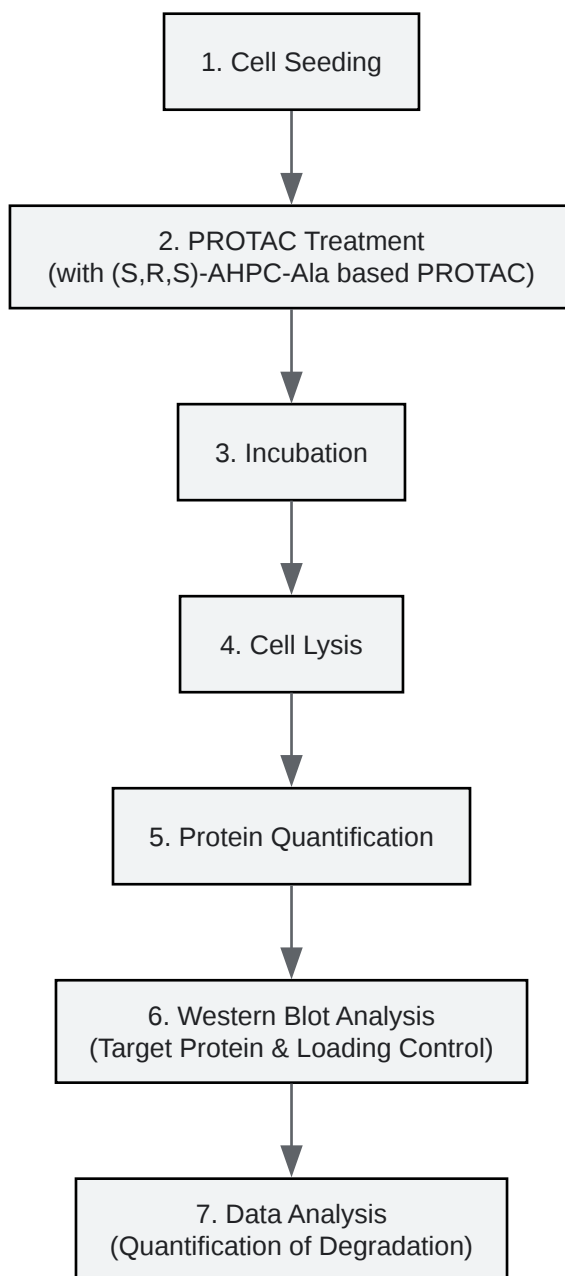 1. Cell Seeding
2. PROTAC Treatment
(with (S,R,S)-AHPC-Ala based PROTAC)
3. Incubation
4. Cell Lysis
5. Protein Quantification
6. Western Blot Analysis
(Target Protein & Loading Control)
7. Data Analysis
(Quantification of Degradation)